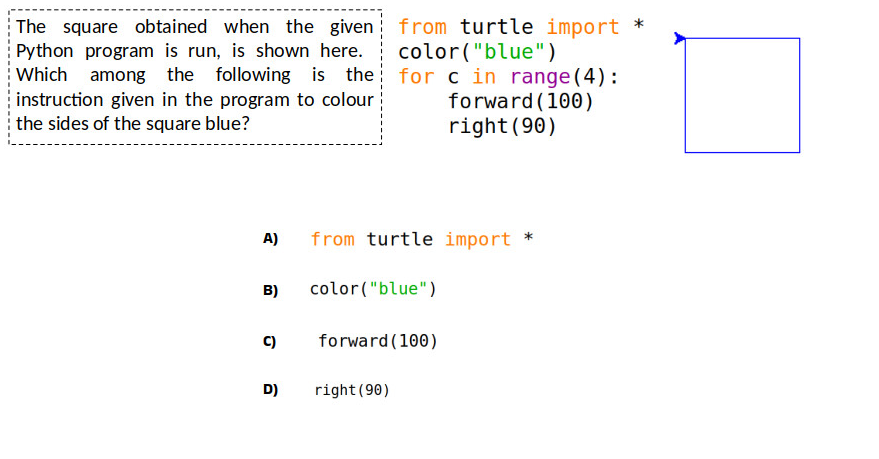 The square obtained when the given
Python program is run, is shown here.
Which among the following is the
instruction given in the program to colour
the sides of the square blue?
from turtle import *
color("blue")
for c in range(4):
    forward(100)
    right(90)
A) from turtle import *
B) color("blue")
C) forward(100)
D) right(90)